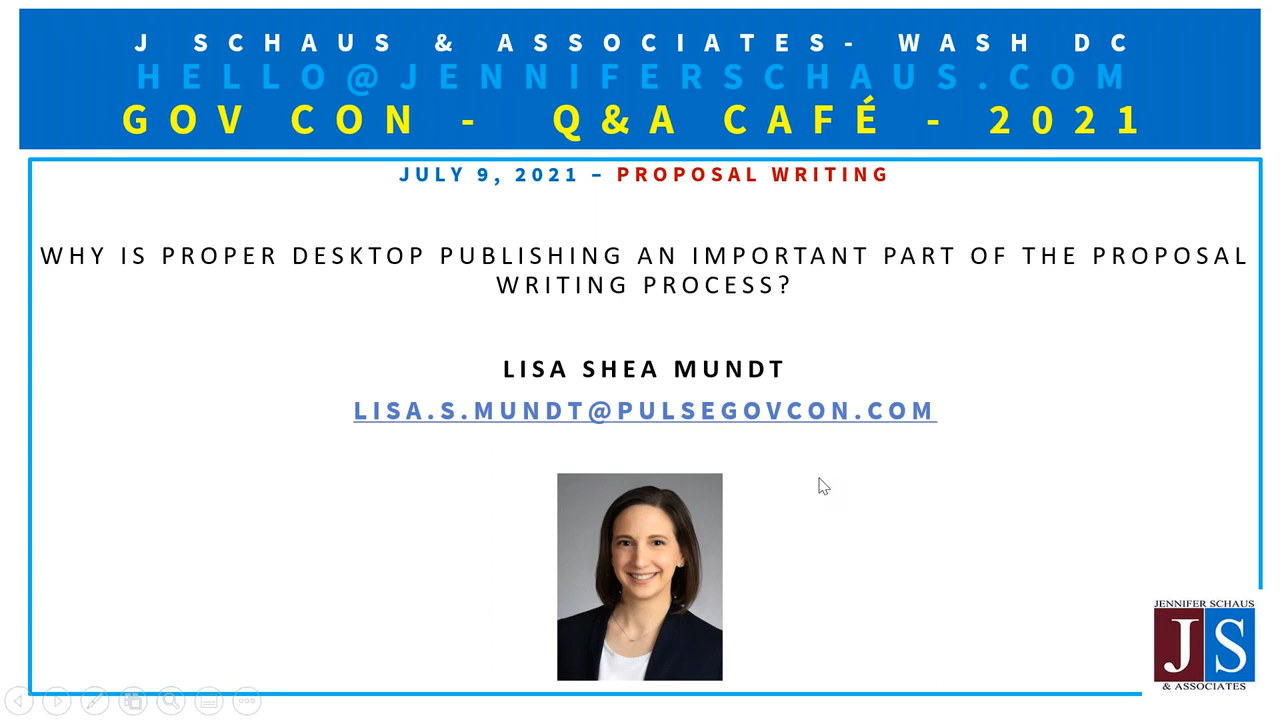 J SCHAUS & ASSOCIATES- WASH DC
HELLO@JENNIFERSCHAUS.COM
GOV CON - Q&A CAFÉ - 2021
JULY 9, 2021 – PROPOSAL WRITING
WHY IS PROPER DESKTOP PUBLISHING AN IMPORTANT PART OF THE PROPOSAL
WRITING PROCESS?
LISA SHEA MUNDT
LISA.S.MUNDT@PULSEGOVCON.COM
JENNIFER SCHAUS
JS
& ASSOCIATES